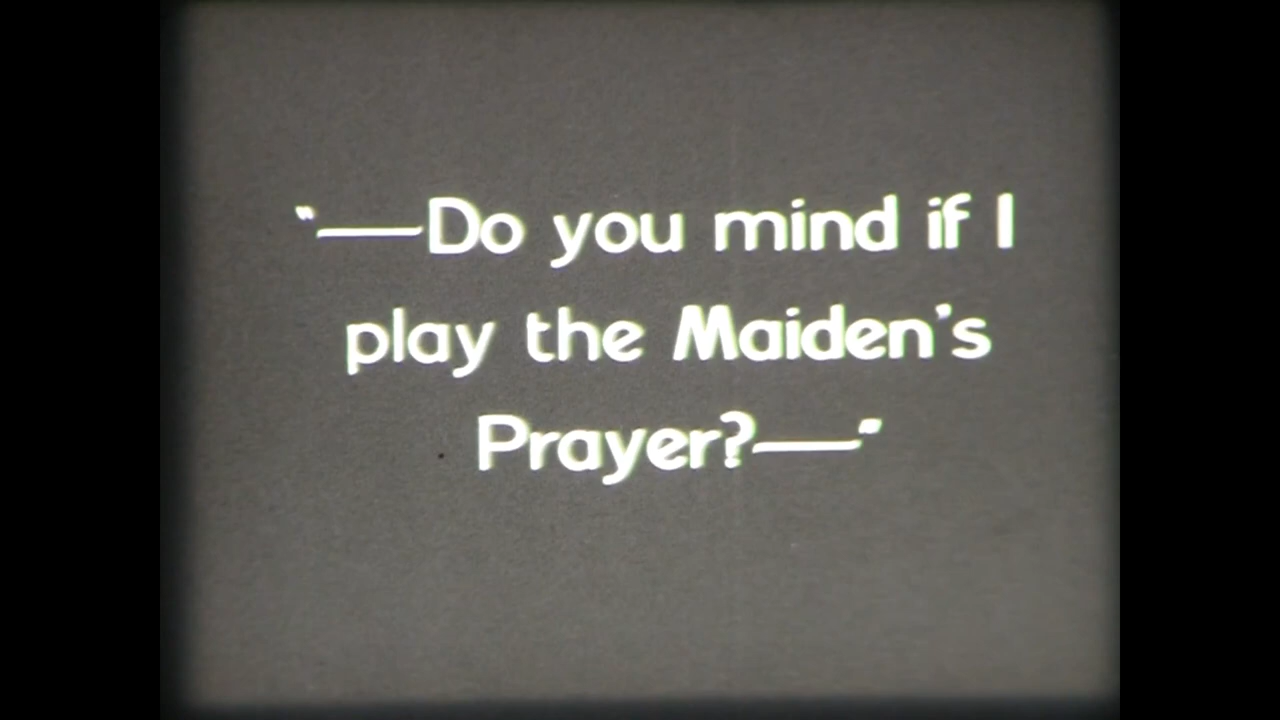 "—Do you mind if I
play the Maiden's
Prayer?—"